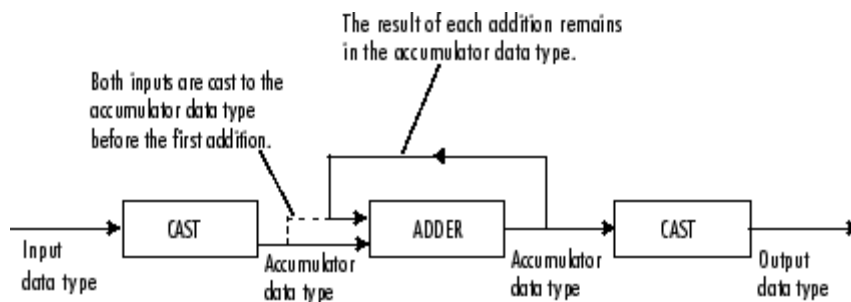 The result of each addition remains
in the accumulator data type.
Both inputs are cast to the
accumulator data type
before the first addition.
CAST
ADDER
CAST
Input
data type
Accumulator
data type
Accumulator
data type
Output
data type